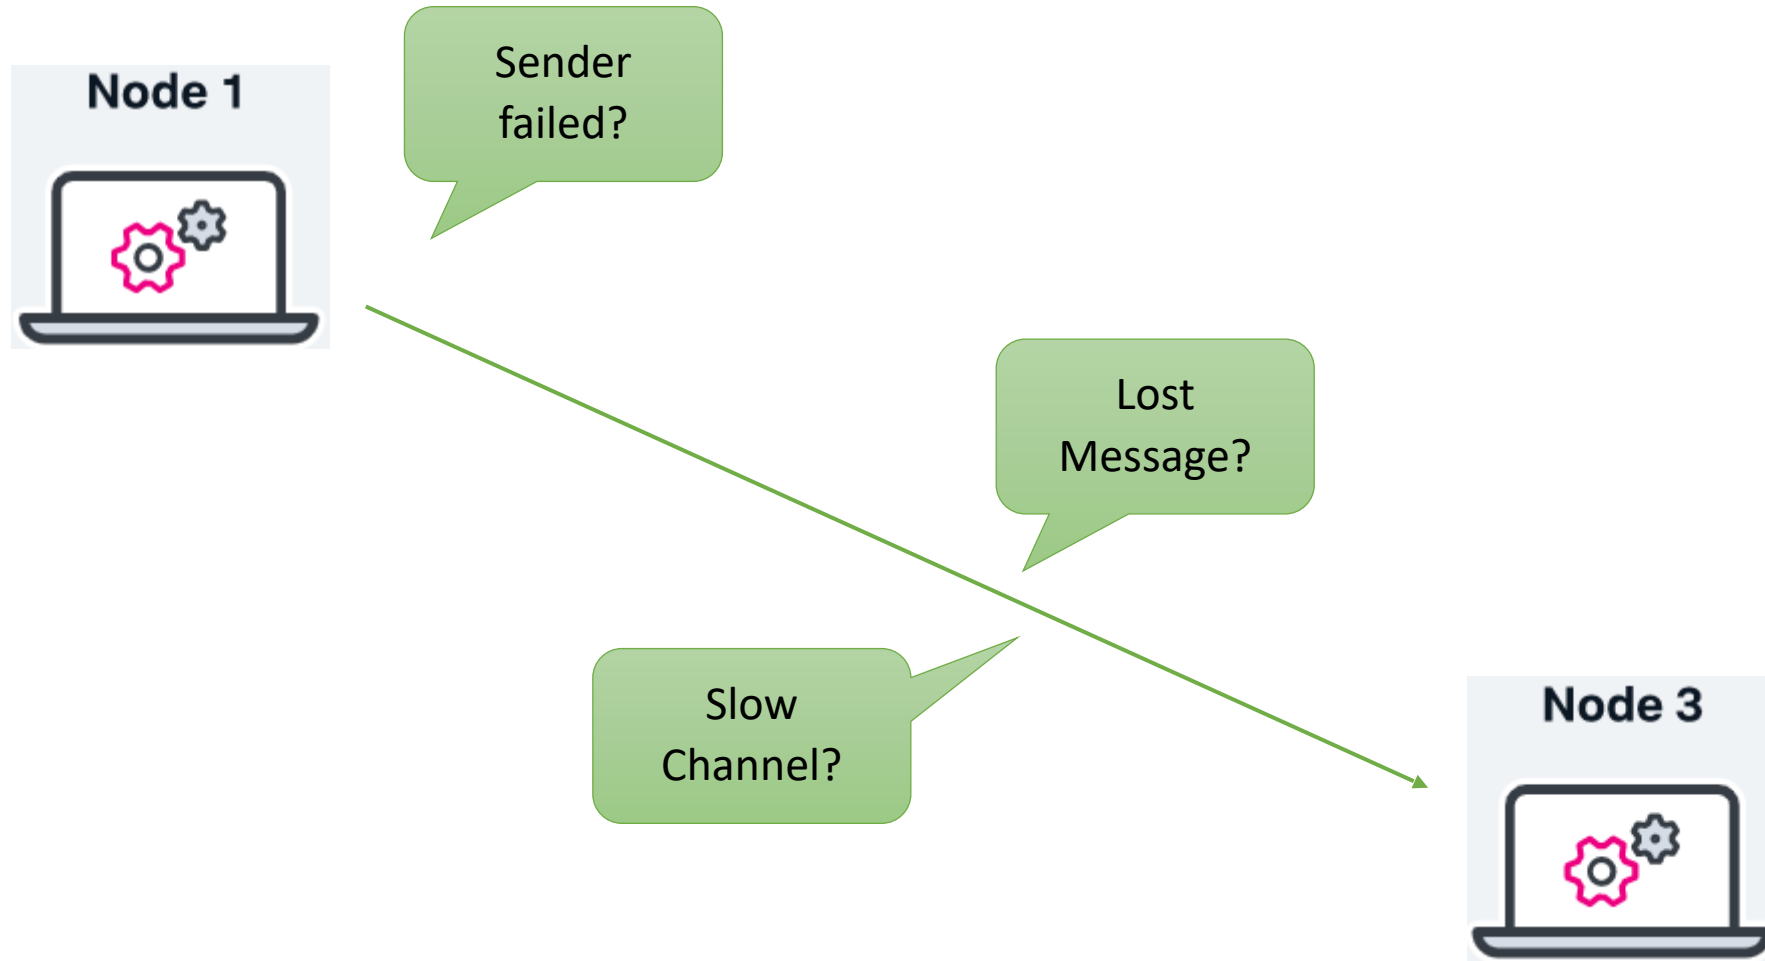 Node 1
Sender
failed?
Lost
Message?
Slow
Channel?
Node 3